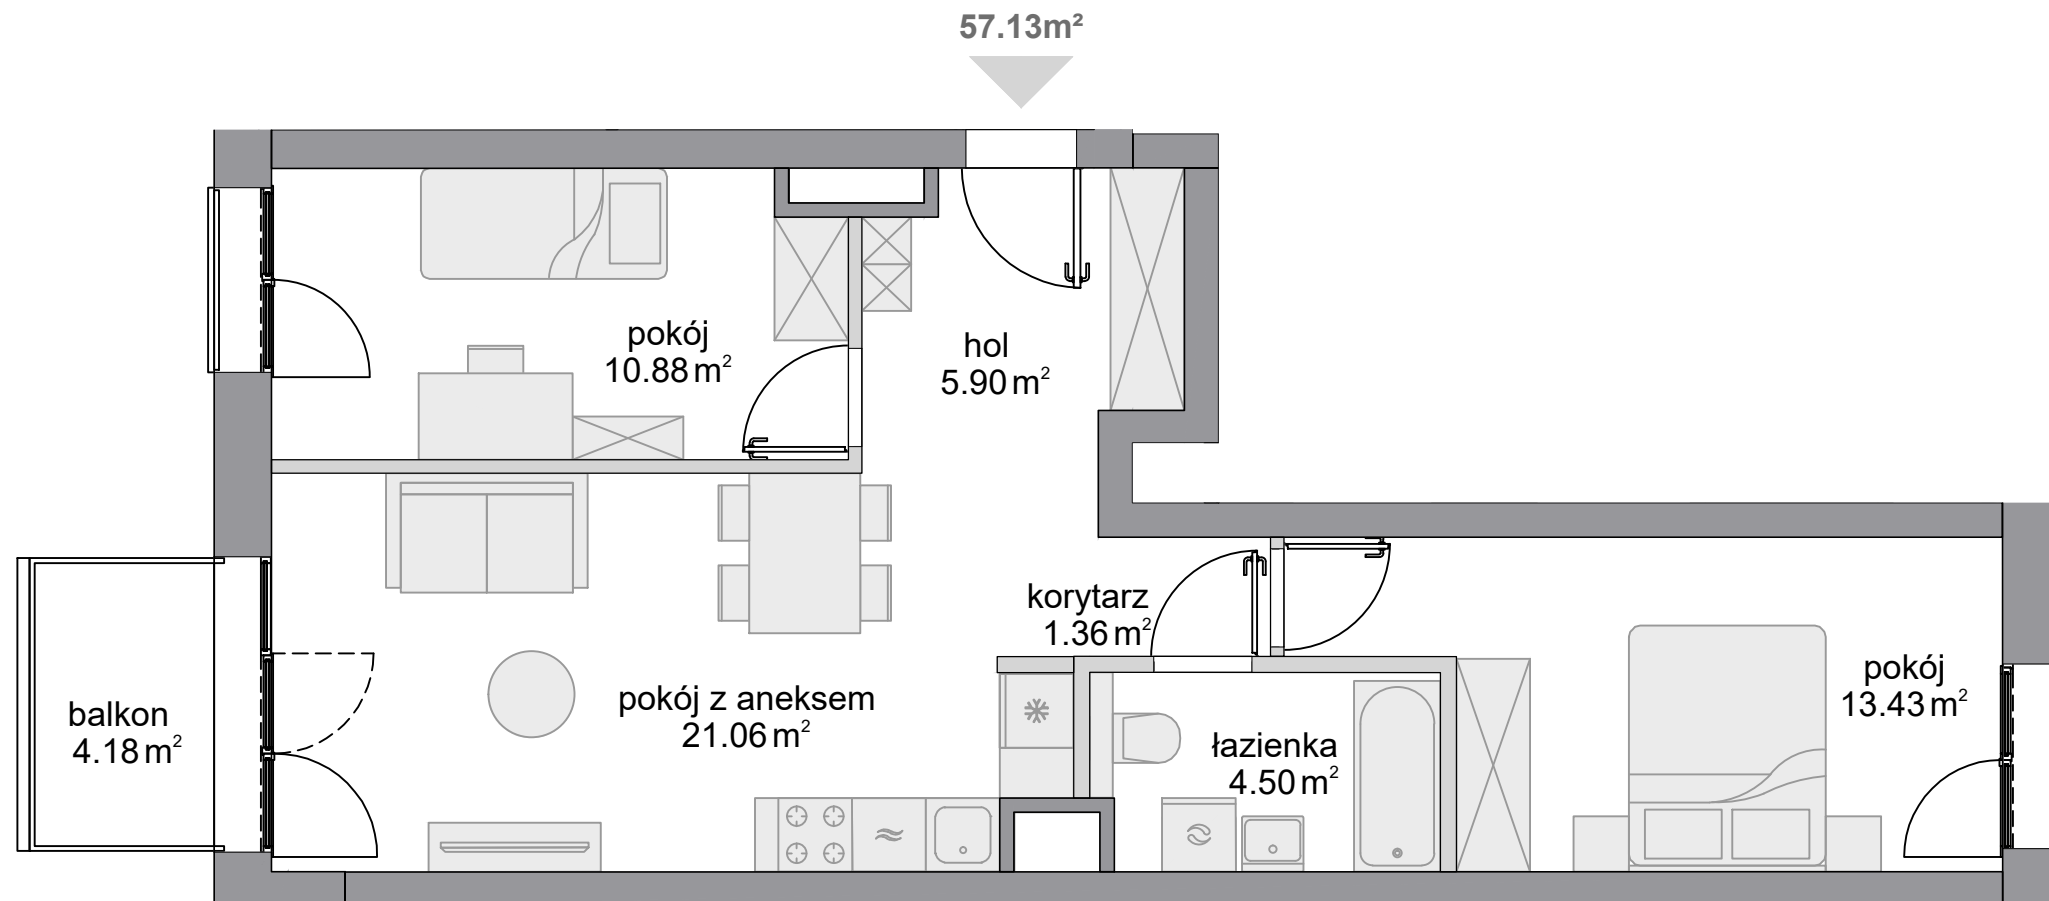 57.13m²
pokój
10.88 m²
hol
5.90 m²
korytarz
1.36 m²
pokój
13.43 m²
balkon
4.18 m²
pokój z aneksem
21.06 m²
łazienka
4.50 m²